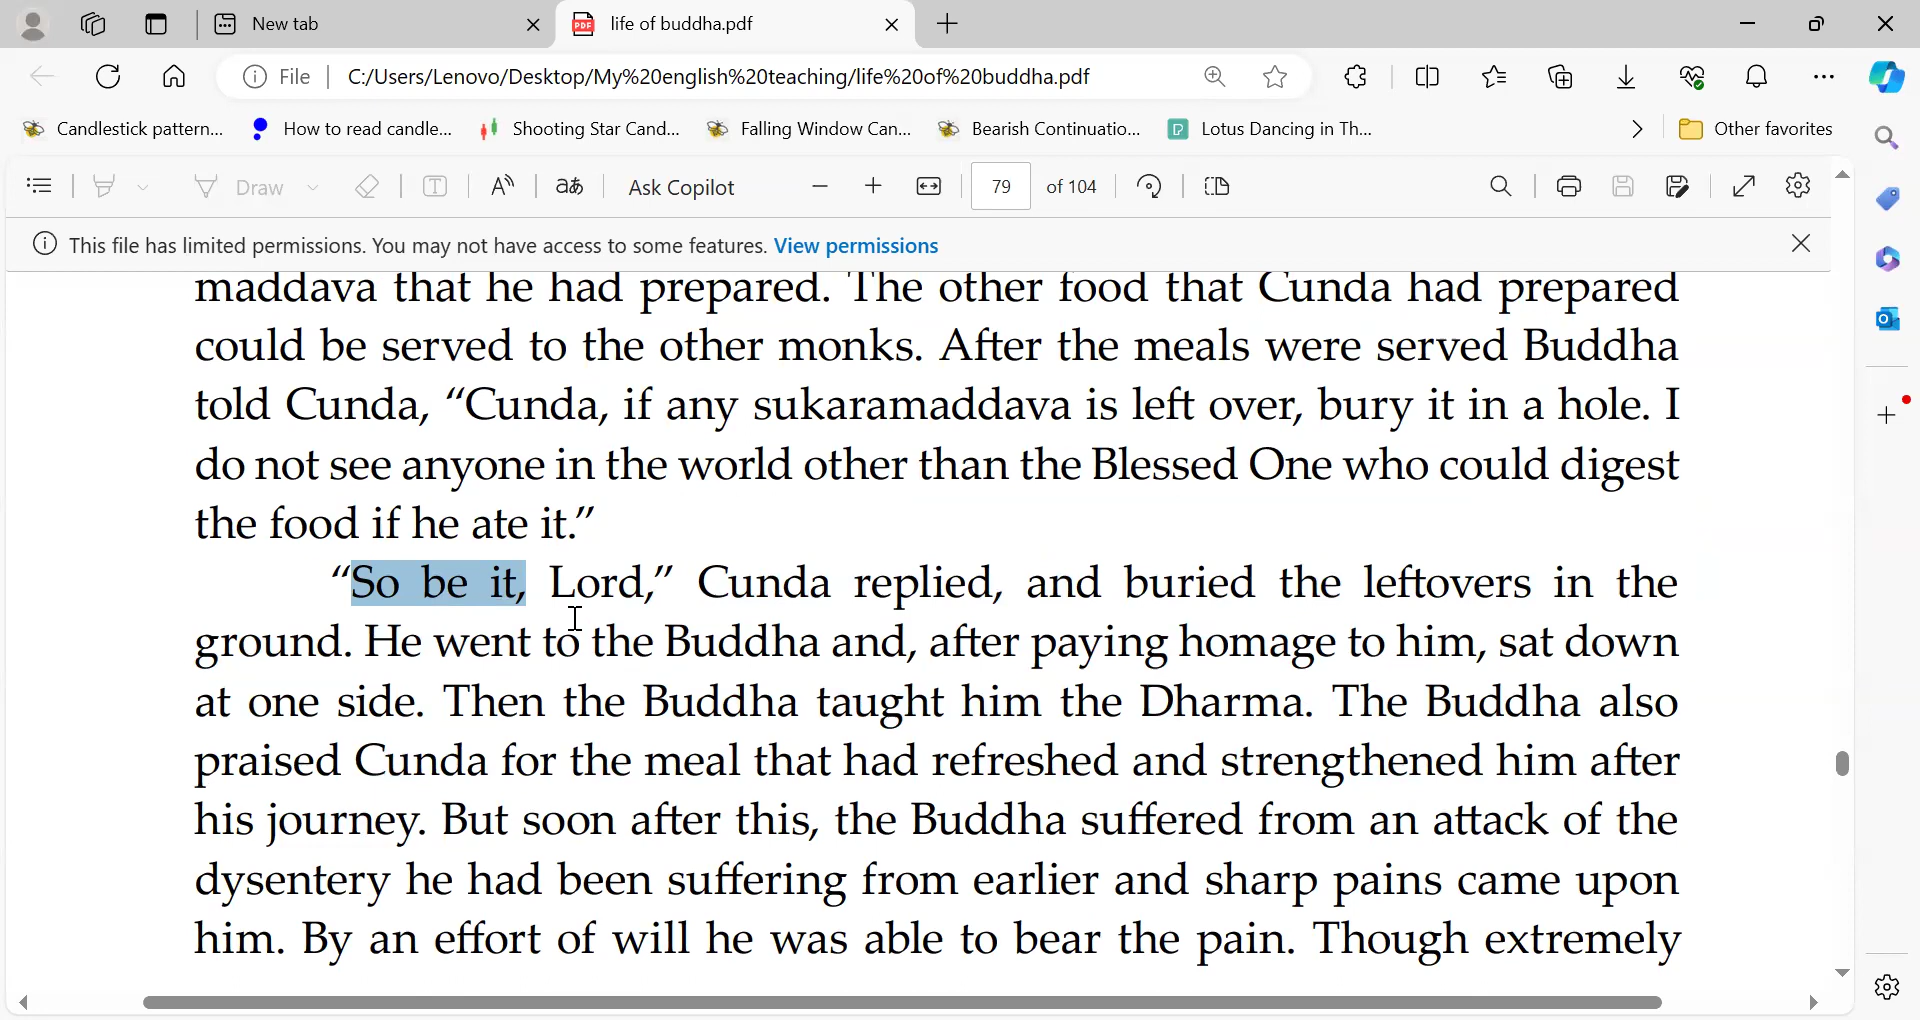 New tab
life of buddha.pdf
File
C:/Users/Lenovo/Desktop/My%20english%20teaching/life%20of%20buddha.pdf
Candlestick pattern...
How to read candle...
Shooting Star Cand...
Falling Window Can...
Bearish Continuatio...
Lotus Dancing in Th...
Other favorites
Draw
Ask Copilot
79 of 104
This file has limited permissions. You may not have access to some features. View permissions
maddava that he had prepared. The other food that Cunda had prepared
could be served to the other monks. After the meals were served Buddha
told Cunda, “Cunda, if any sukaramaddava is left over, bury it in a hole. I
do not see anyone in the world other than the Blessed One who could digest
the food if he ate it.”
“So be it, Lord,” Cunda replied, and buried the leftovers in the
ground. He went to the Buddha and, after paying homage to him, sat down
at one side. Then the Buddha taught him the Dharma. The Buddha also
praised Cunda for the meal that had refreshed and strengthened him after
his journey. But soon after this, the Buddha suffered from an attack of the
dysentery he had been suffering from earlier and sharp pains came upon
him. By an effort of will he was able to bear the pain. Though extremely